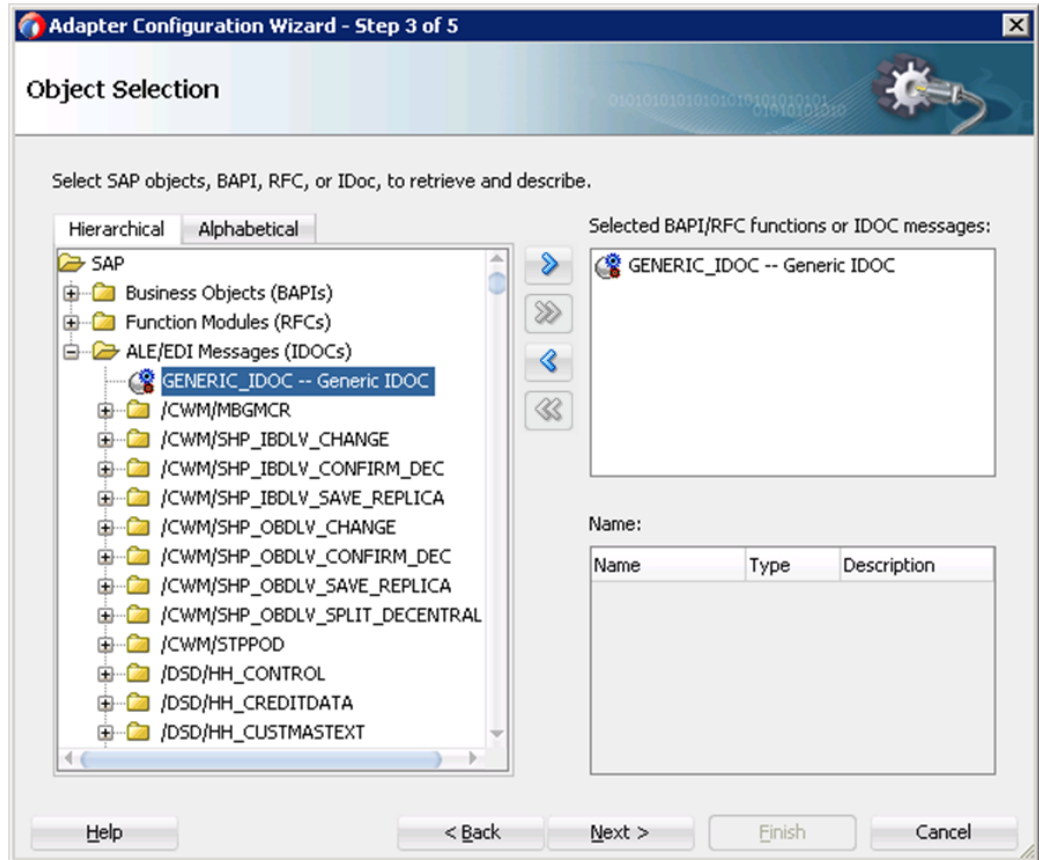 Adapter Configuration Wizard - Step 3 of 5
Object Selection
Select SAP objects, BAPI, RFC, or IDoc, to retrieve and describe.
Hierarchical
Alphabetical
SAP
Business Objects (BAPIs)
Function Modules (RFCs)
ALE/EDI Messages (IDOCs)
GENERIC_IDOC -- Generic IDOC
/CWM/MBGMCR
/CWM/SHP_IBDLV_CHANGE
/CWM/SHP_IBDLV_CONFIRM_DEC
/CWM/SHP_IBDLV_SAVE_REPLICA
/CWM/SHP_OBDLV_CHANGE
/CWM/SHP_OBDLV_CONFIRM_DEC
/CWM/SHP_OBDLV_SAVE_REPLICA
/CWM/SHP_OBDLV_SPLIT_DECENTRAL
/CWM/STPPOD
/DSD/HH_CONTROL
/DSD/HH_CREDITDATA
/DSD/HH_CUSTMASTEXT
Selected BAPI/RFC functions or IDOC messages:
GENERIC_IDOC -- Generic IDOC
Name:
Name Type Description
Help < Back Next > Finish Cancel